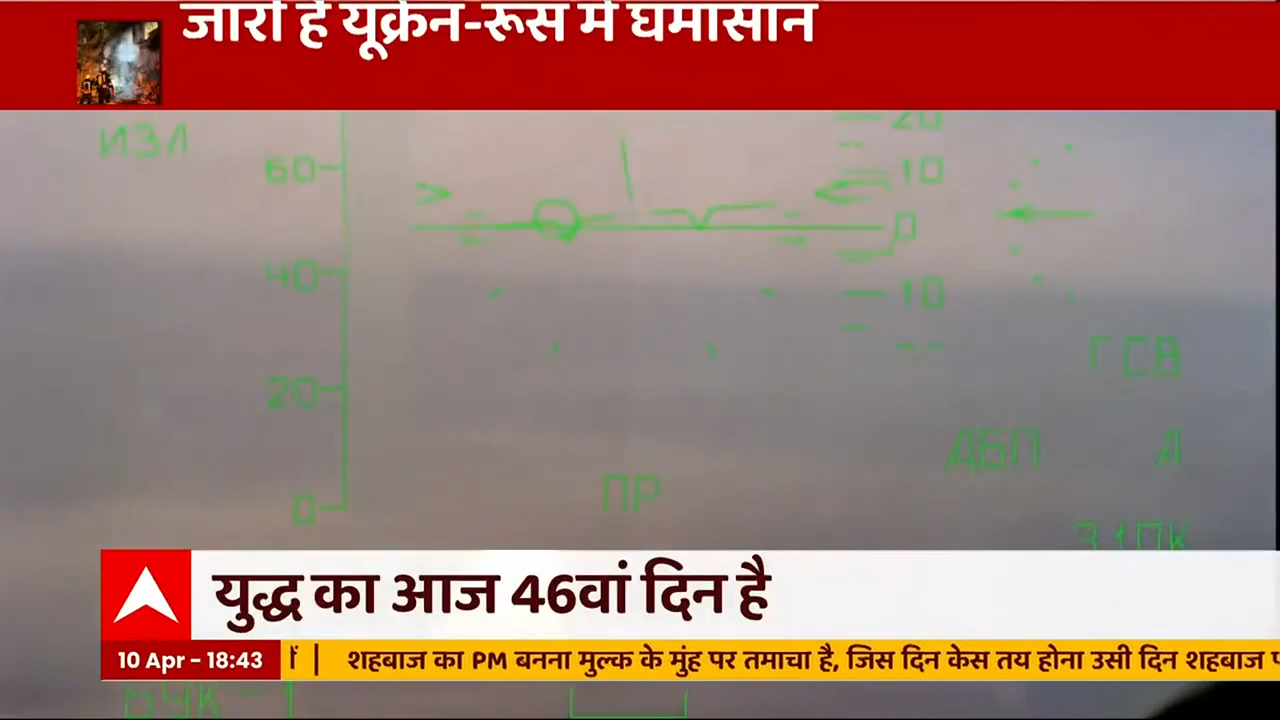 जारी है यूक्रेन-रूस में घमासान
ИЗЛ
60
40
20
0
20
10
0
10
ГСВ
ДБП А
ПР
युद्ध का आज 46वां दिन है
10 Apr - 18:43
शहबाज का PM बनना मुल्क के मुंह पर तमाचा है, जिस दिन केस तय होना उसी दिन शहबाज